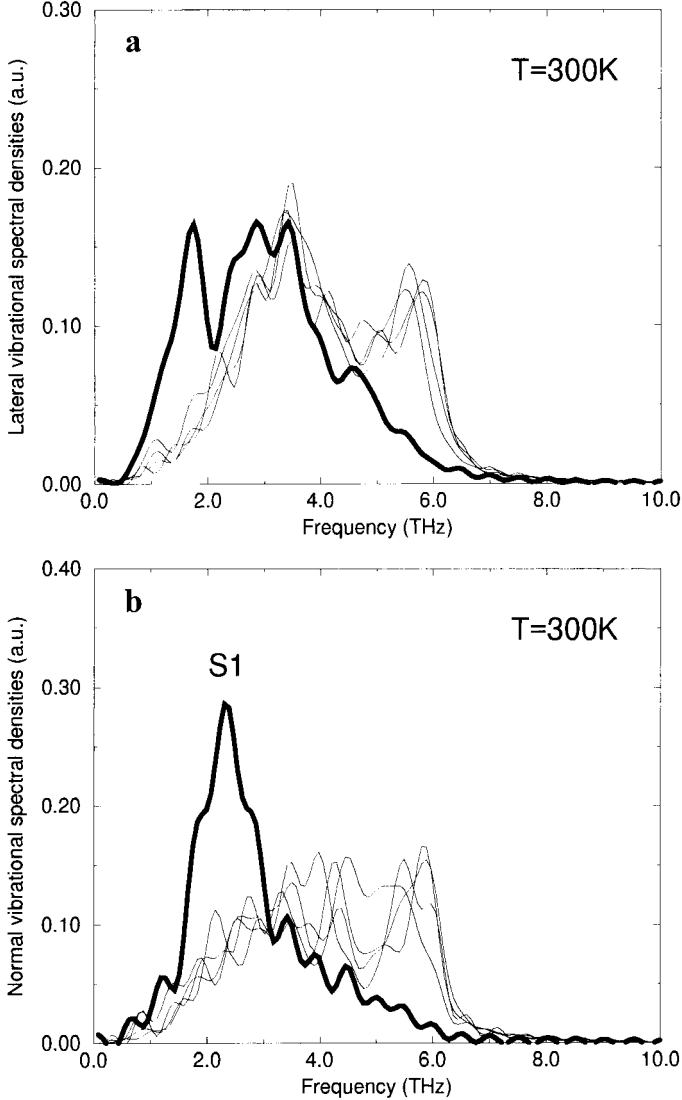 0.30
a
T=300K
0.20
0.10
0.00
0.0 2.0 4.0 6.0 8.0 10.0
Frequency (THz)
Lateral vibrational spectral densities (a.u.)
0.40
b
T=300K
S1
0.30
0.20
0.10
0.00
0.0 2.0 4.0 6.0 8.0 10.0
Frequency (THz)
Normal vibrational spectral densities (a.u.)